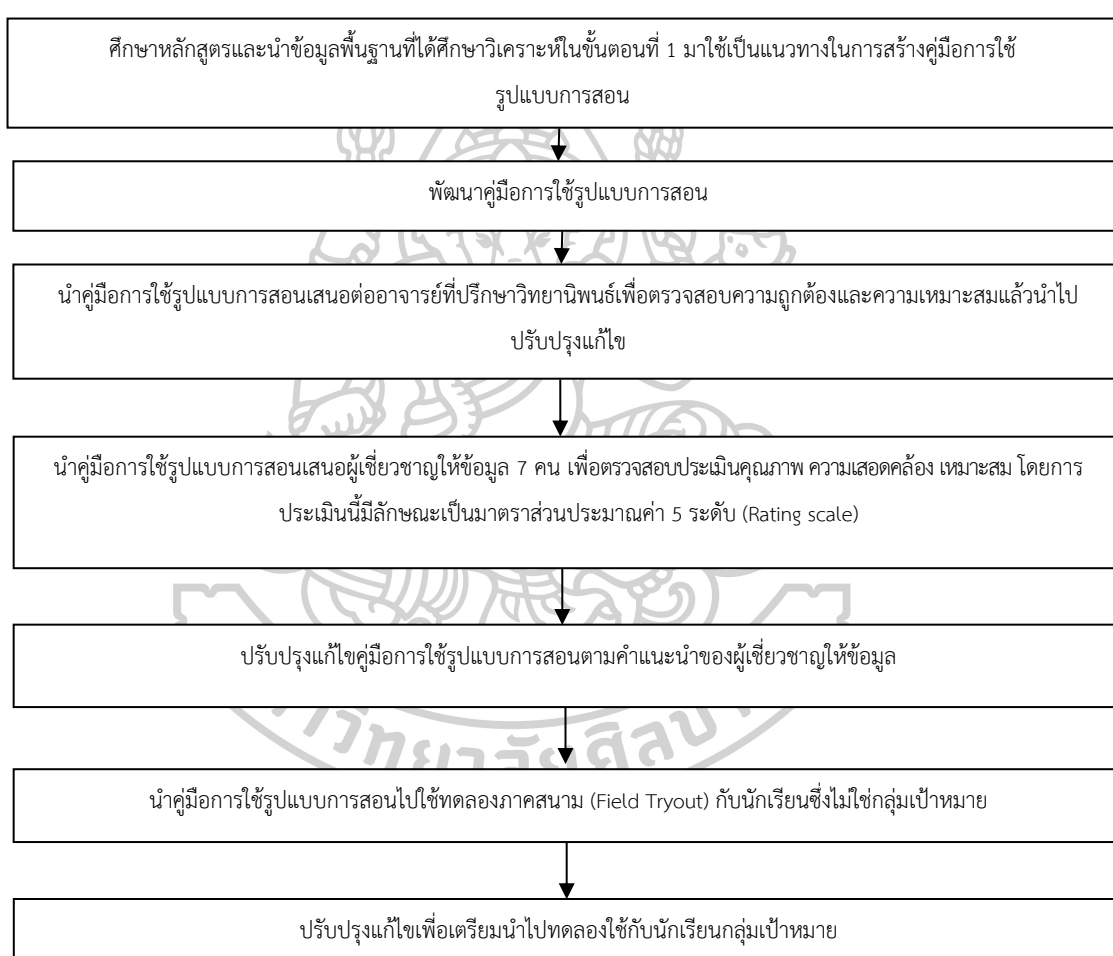 ศึกษาหลักสูตรและนำข้อมูลพื้นฐานที่ได้ศึกษาวิเคราะห์ในขั้นตอนที่ 1 มาใช้เป็นแนวทางในการสร้างคู่มือการใช้
รูปแบบการสอน
พัฒนาคู่มือการใช้รูปแบบการสอน
นำคู่มือการใช้รูปแบบการสอนเสนอต่ออาจารย์ที่ปรึกษาวิทยานิพนธ์เพื่อตรวจสอบความถูกต้องและความเหมาะสมแล้วนำไป
ปรับปรุงแก้ไข
นำคู่มือการใช้รูปแบบการสอนเสนอผู้เชี่ยวชาญให้ข้อมูล 7 คน เพื่อตรวจสอบประเมินคุณภาพ ความเสอดคล้อง เหมาะสม โดยการ
ประเมินนี้มีลักษณะเป็นมาตราส่วนประมาณค่า 5 ระดับ (Rating scale)
ปรับปรุงแก้ไขคู่มือการใช้รูปแบบการสอนตามคำแนะนำของผู้เชี่ยวชาญให้ข้อมูล
นำคู่มือการใช้รูปแบบการสอนไปใช้ทดลองภาคสนาม (Field Tryout) กับนักเรียนซึ่งไม่ใช่กลุ่มเป้าหมาย
ปรับปรุงแก้ไขเพื่อเตรียมนำไปทดลองใช้กับนักเรียนกลุ่มเป้าหมาย